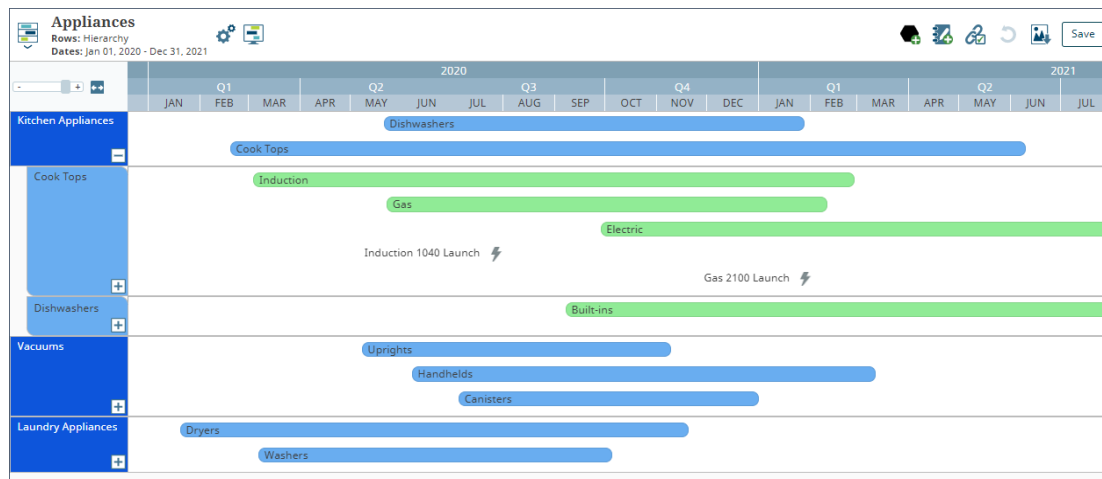 Appliances
Rows: Hierarchy
Dates: Jan 01, 2020 - Dec 31, 2021
Save
- +
2020 2021
Q1 Q2 Q3 Q4 Q1 Q2
JAN FEB MAR APR MAY JUN JUL AUG SEP OCT NOV DEC JAN FEB MAR APR MAY JUN JUL
Kitchen Appliances
Dishwashers
Cook Tops
Cook Tops
Induction
Gas
Electric
Induction 1040 Launch
Gas 2100 Launch
Dishwashers
Built-ins
Vacuums
Uprights
Handhelds
Canisters
Laundry Appliances
Dryers
Washers